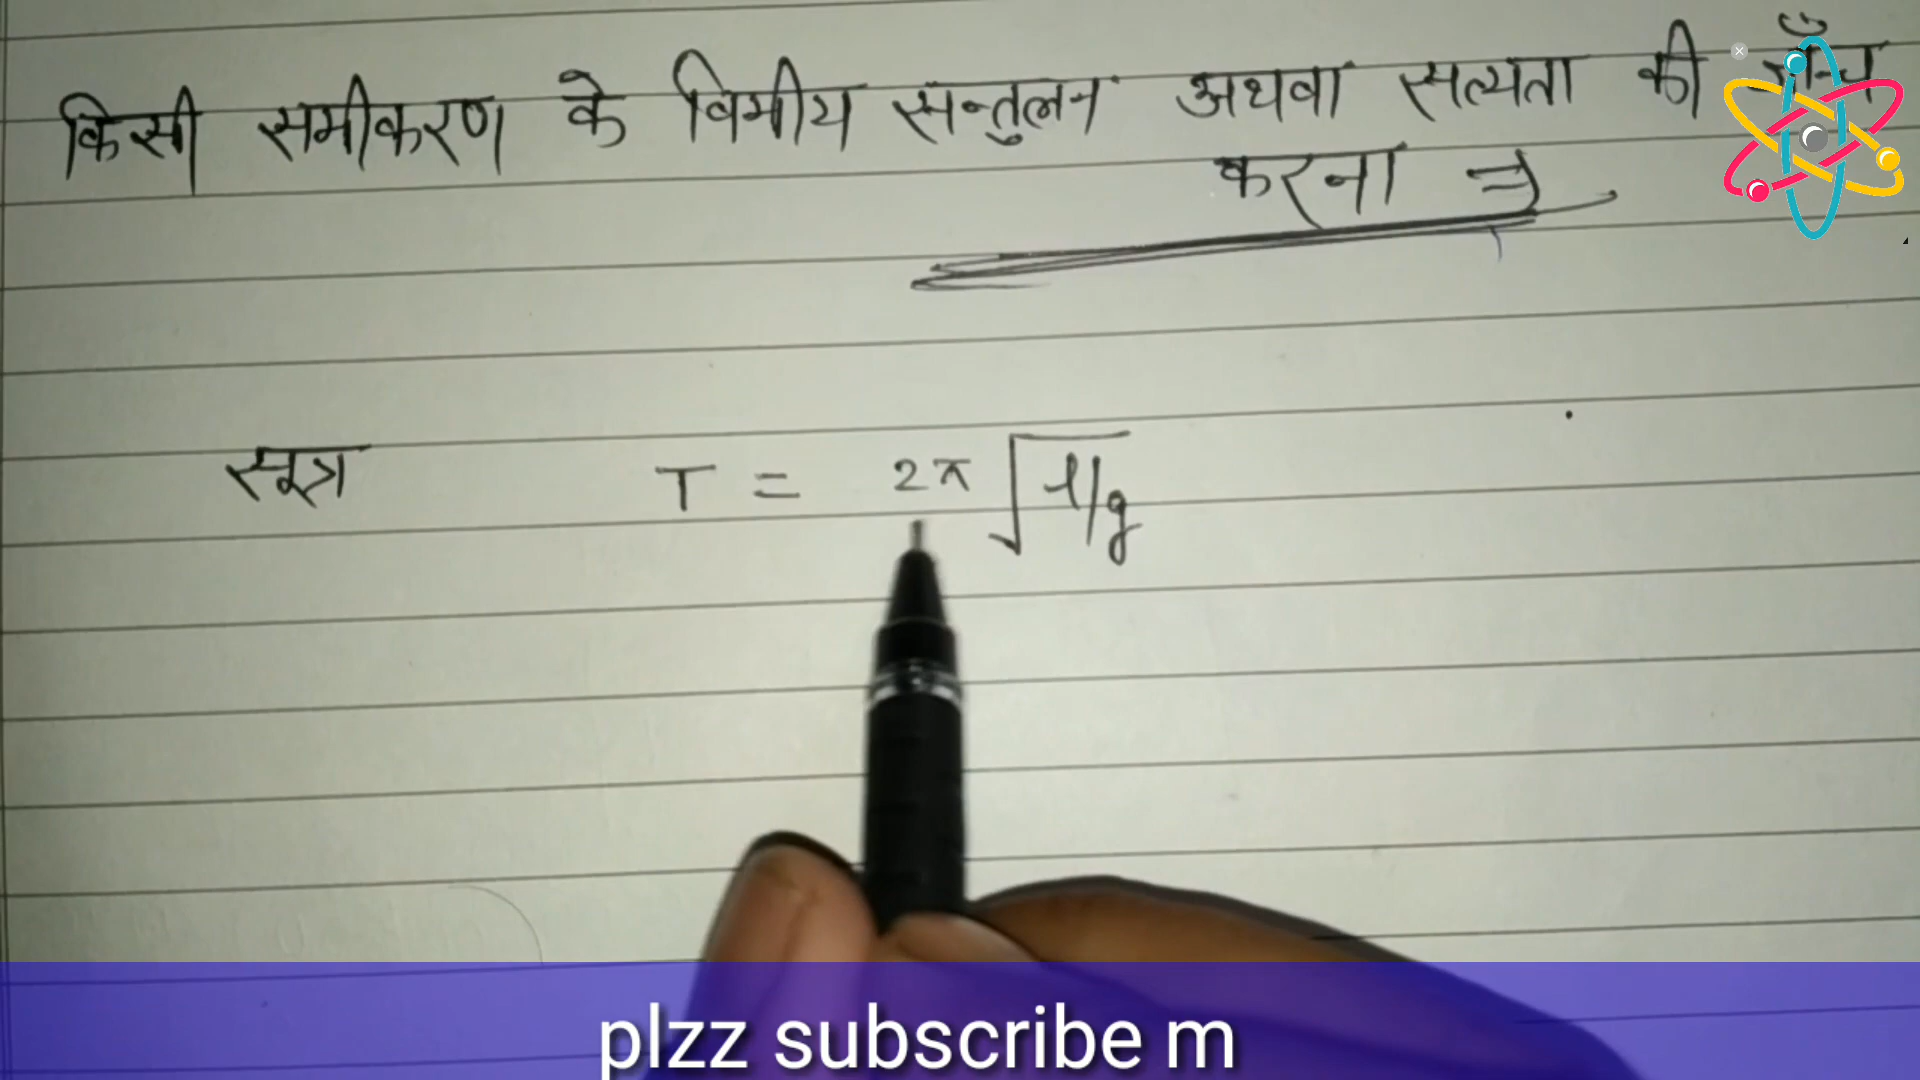 किसी समीकरण के विमीय सन्तुलन अथवा सत्यता की जाँच
करना ⇒
सूत्र T = 2π √l/g
plzz subscribe m